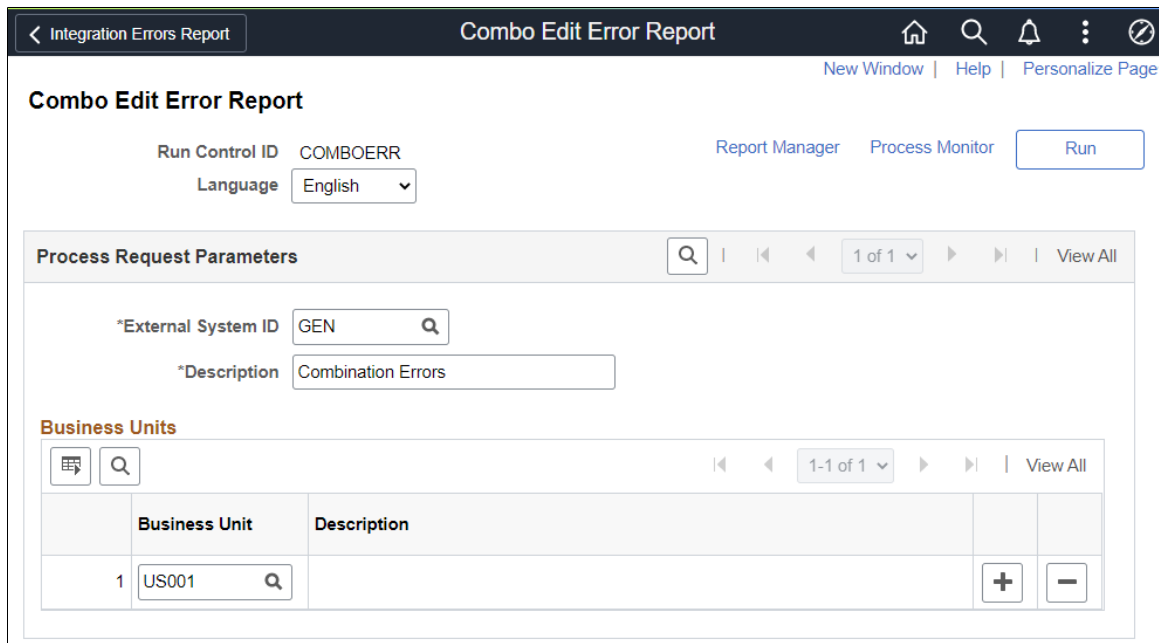 Integration Errors Report
Combo Edit Error Report
New Window | Help | Personalize Page
Combo Edit Error Report
Run Control ID COMBOERR
Report Manager Process Monitor Run
Language English
Process Request Parameters
1 of 1 | View All
*External System ID GEN
*Description Combination Errors
Business Units
1-1 of 1 | View All
Business Unit Description
1 US001